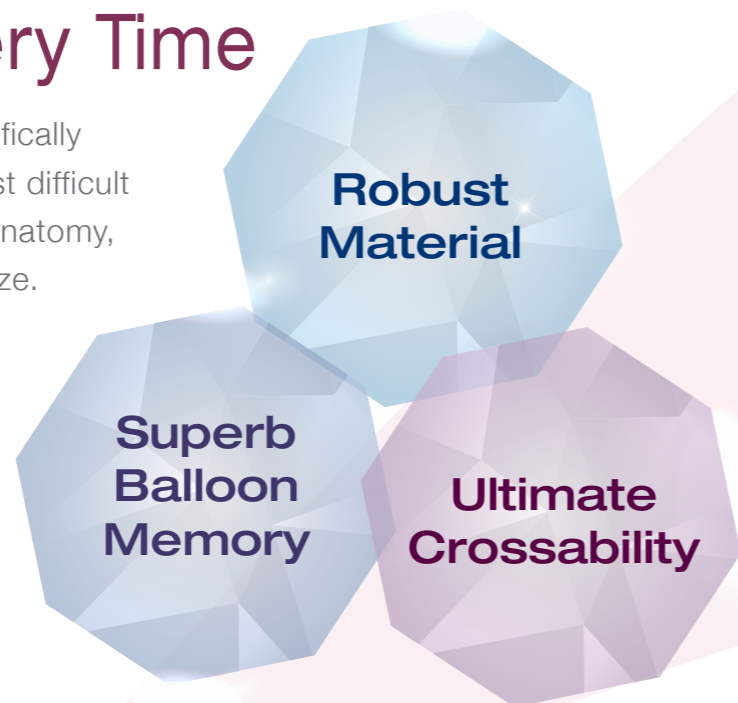 ery Time
fically
st difficult
natomy,
ze.
Robust
Material
Superb
Balloon
Memory
Ultimate
Crossability